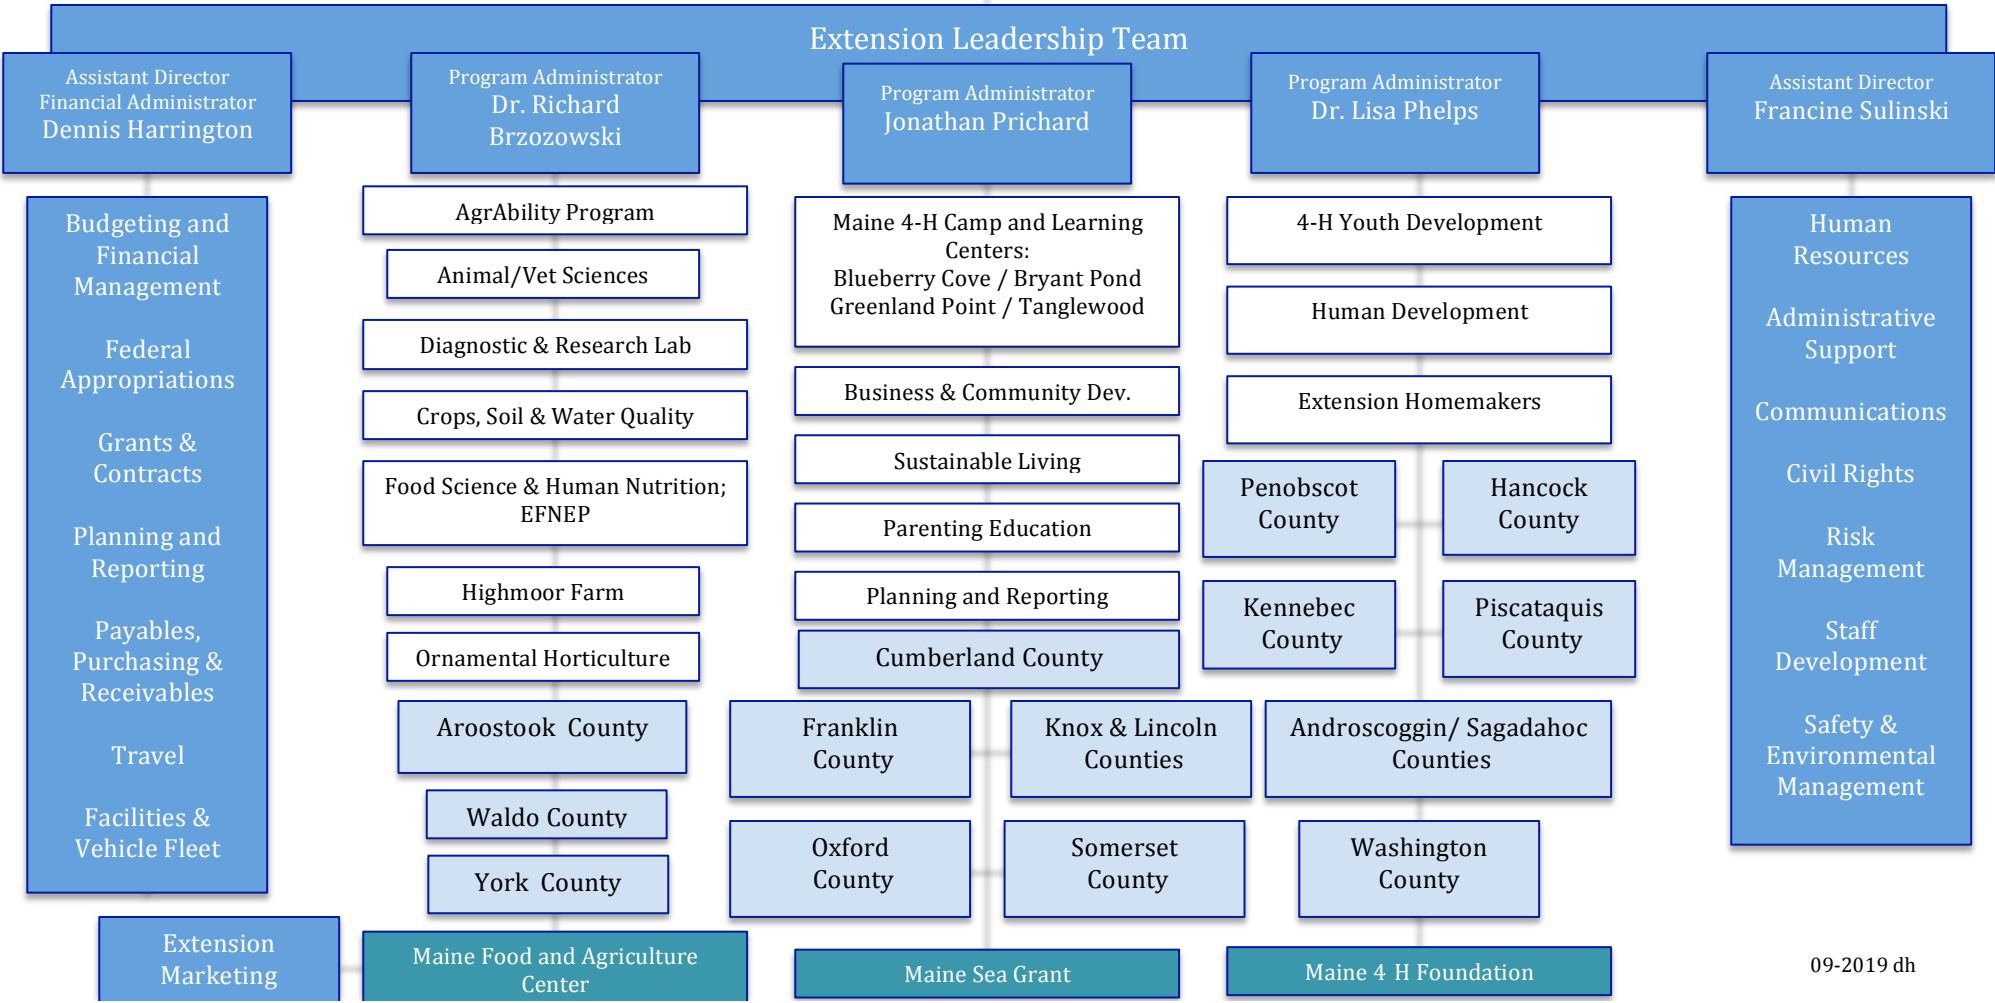 Extension Leadership Team
Assistant Director
Financial Administrator
Dennis Harrington
Budgeting and
Financial
Management
Federal
Appropriations
Grants &
Contracts
Planning and
Reporting
Payables,
Purchasing &
Receivables
Travel
Facilities &
Vehicle Fleet
Extension
Marketing
Program Administrator
Dr. Richard
Brzozowski
AgrAbility Program
Animal/Vet Sciences
Diagnostic & Research Lab
Crops, Soil & Water Quality
Food Science & Human Nutrition;
EFNEP
Highmoor Farm
Ornamental Horticulture
Aroostook County
Waldo County
York County
Maine Food and Agriculture
Center
Program Administrator
Jonathan Prichard
Maine 4-H Camp and Learning
Centers:
Blueberry Cove / Bryant Pond
Greenland Point / Tanglewood
Business & Community Dev.
Sustainable Living
Parenting Education
Planning and Reporting
Cumberland County
Franklin
County
Knox & Lincoln
Counties
Oxford
County
Somerset
County
Maine Sea Grant
Program Administrator
Dr. Lisa Phelps
4-H Youth Development
Human Development
Extension Homemakers
Penobscot
County
Hancock
County
Kennebec
County
Piscataquis
County
Androscoggin/ Sagadahoc
Counties
Washington
County
Maine 4 H Foundation
Assistant Director
Francine Sulinski
Human
Resources
Administrative
Support
Communications
Civil Rights
Risk
Management
Staff
Development
Safety &
Environmental
Management
09-2019 dh